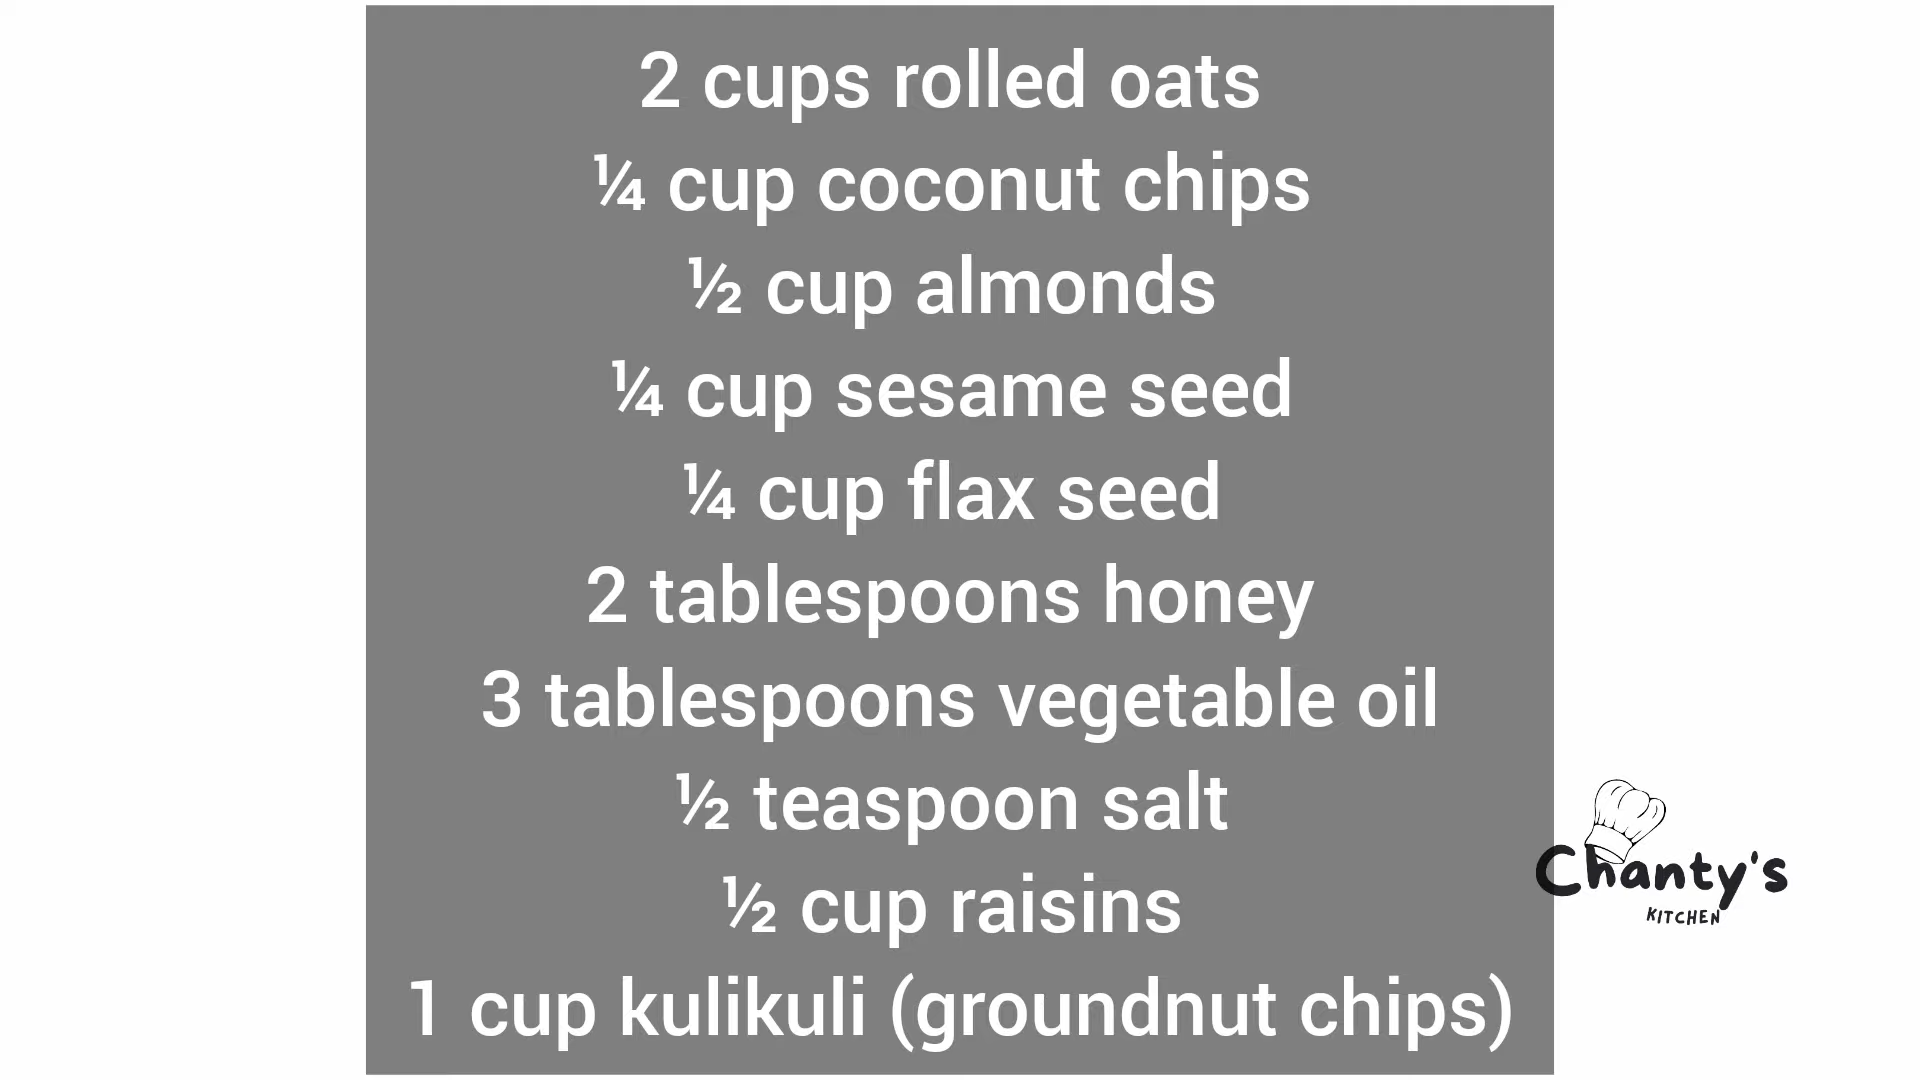 2 cups rolled oats
¼ cup coconut chips
½ cup almonds
¼ cup sesame seed
¼ cup flax seed
2 tablespoons honey
3 tablespoons vegetable oil
½ teaspoon salt
½ cup raisins
1 cup kulikuli (groundnut chips)
Chanty's
KITCHEN